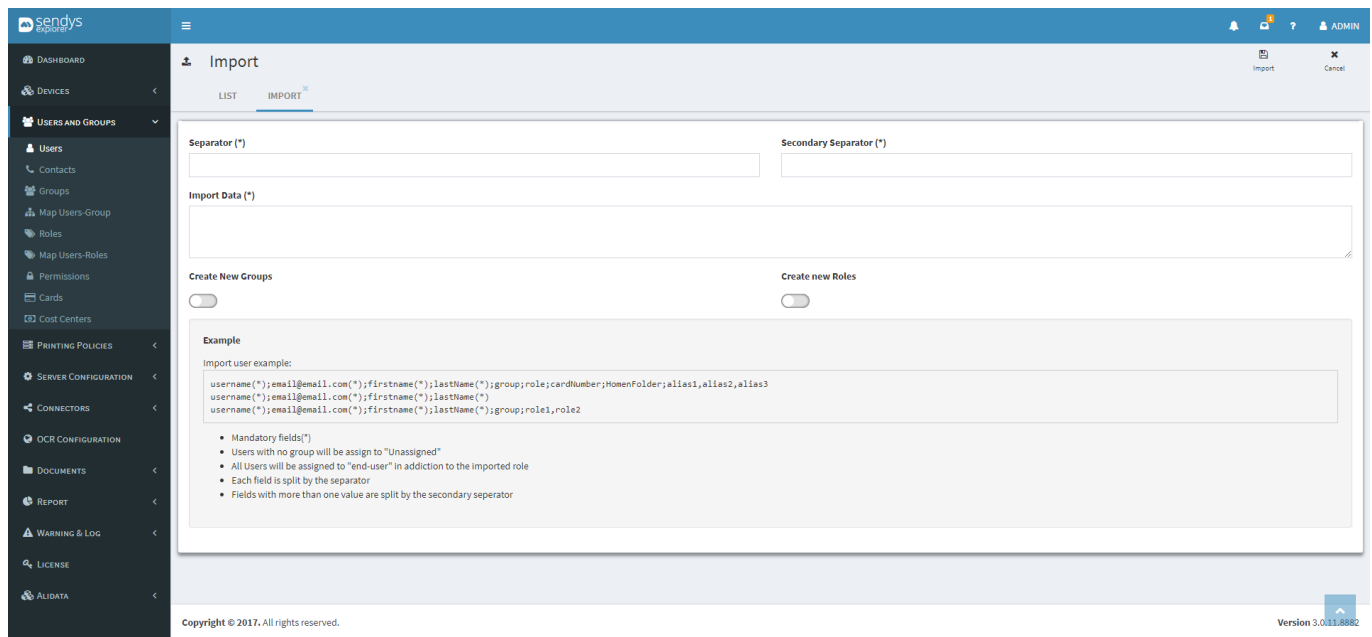 sendys
explorer
1
?
ADMIN
DASHBOARD
DEVICES
USERS AND GROUPS
Users
Contacts
Groups
Map Users-Group
Roles
Map Users-Roles
Permissions
Cards
Cost Centers
PRINTING POLICIES
SERVER CONFIGURATION
CONNECTORS
OCR CONFIGURATION
DOCUMENTS
REPORT
WARNING & LOG
LICENSE
ALIDATA
Import
Import
Cancel
LIST
IMPORT
Separator (*)
Secondary Separator (*)
Import Data (*)
Create New Groups
Create new Roles
Example
Import user example:
username(*);email@email.com(*);firstname(*);lastName(*);group;role;cardNumber;HomenFolder;alias1,alias2,alias3
username(*);email@email.com(*);firstname(*);lastName(*)
username(*);email@email.com(*);firstname(*);lastName(*);group;role1,role2
• Mandatory fields(*)
• Users with no group will be assign to "Unassigned"
• All Users will be assigned to "end-user" in addiction to the imported role
• Each field is split by the separator
• Fields with more than one value are split by the secondary seperator
Copyright © 2017. All rights reserved.
Version 3.0.11.8882